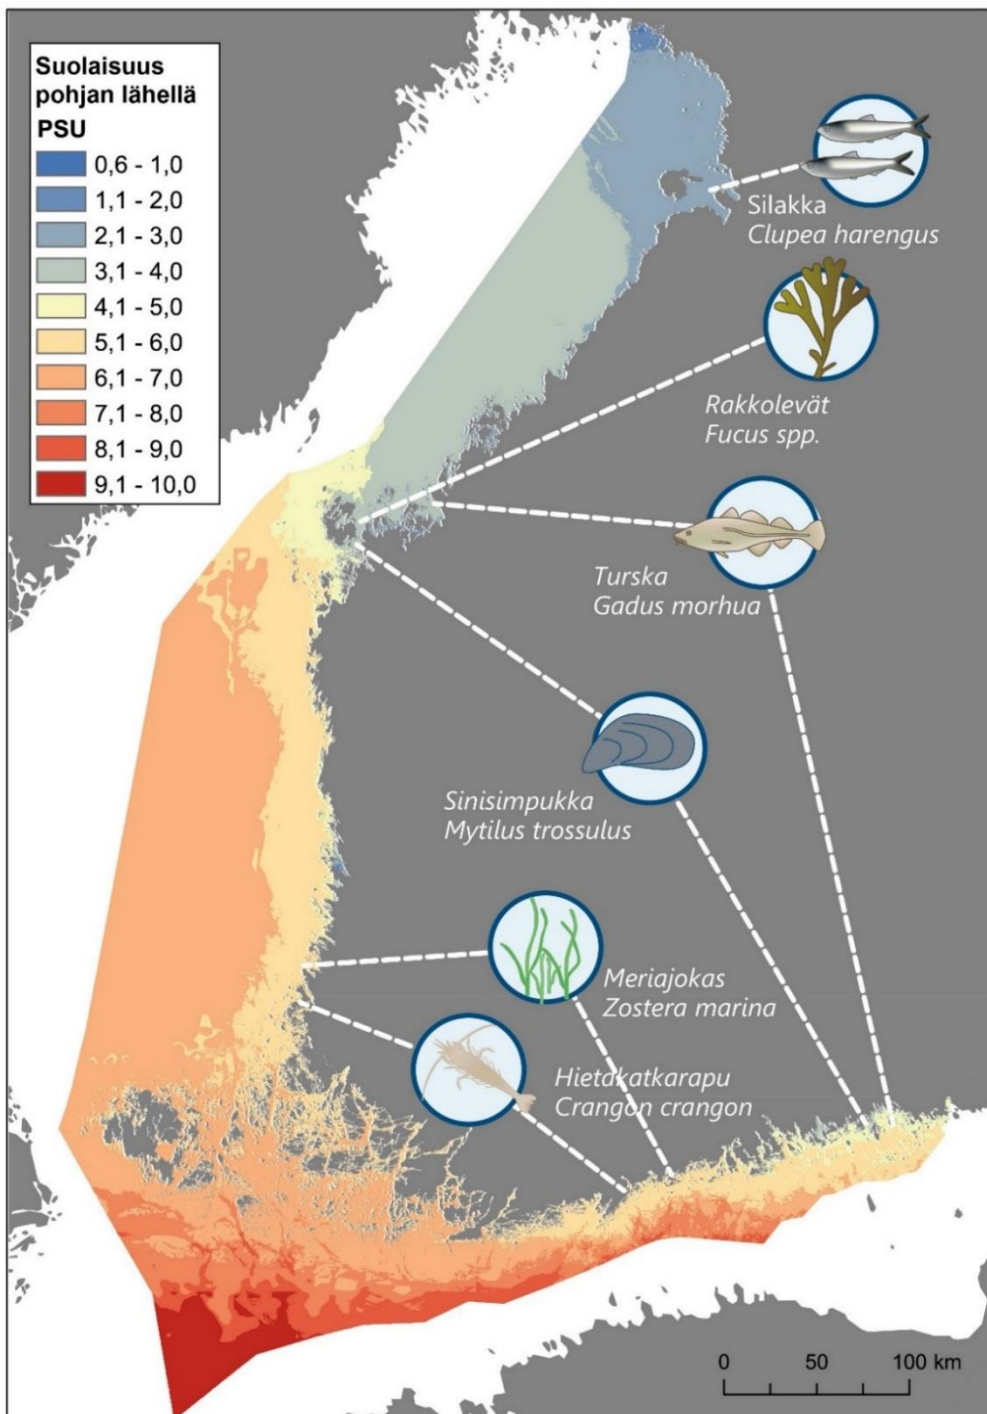 Suolaisuus
pohjan lähellä
PSU
0,6 - 1,0
1,1 - 2,0
2,1 - 3,0
3,1 - 4,0
4,1 - 5,0
5,1 - 6,0
6,1 - 7,0
7,1 - 8,0
8,1 - 9,0
9,1 - 10,0
Silakka
Clupea harengus
Rakkolevät
Fucus spp.
Turska
Gadus morhua
Sinisimpukka
Mytilus trossulus
Meriajokas
Zostera marina
Hietakatkarapu
Crangon crangon
0 50 100 km